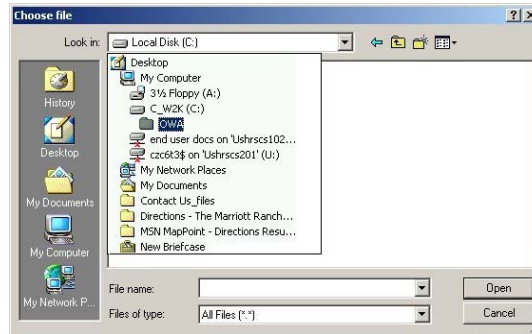 Choose file
Look in: Local Disk (C:)
Desktop
My Computer
3½ Floppy (A:)
C_W2K (C:)
OWA
end user docs on 'Ushrscs102...
czc6t3$ on 'Ushrscs201' (U:)
My Network Places
My Documents
Contact Us_files
Directions - The Marriott Ranch...
MSN MapPoint - Directions Resu...
New Briefcase
History
Desktop
My Documents
My Computer
My Network P...
File name: Open
Files of type: All Files (*.*) Cancel